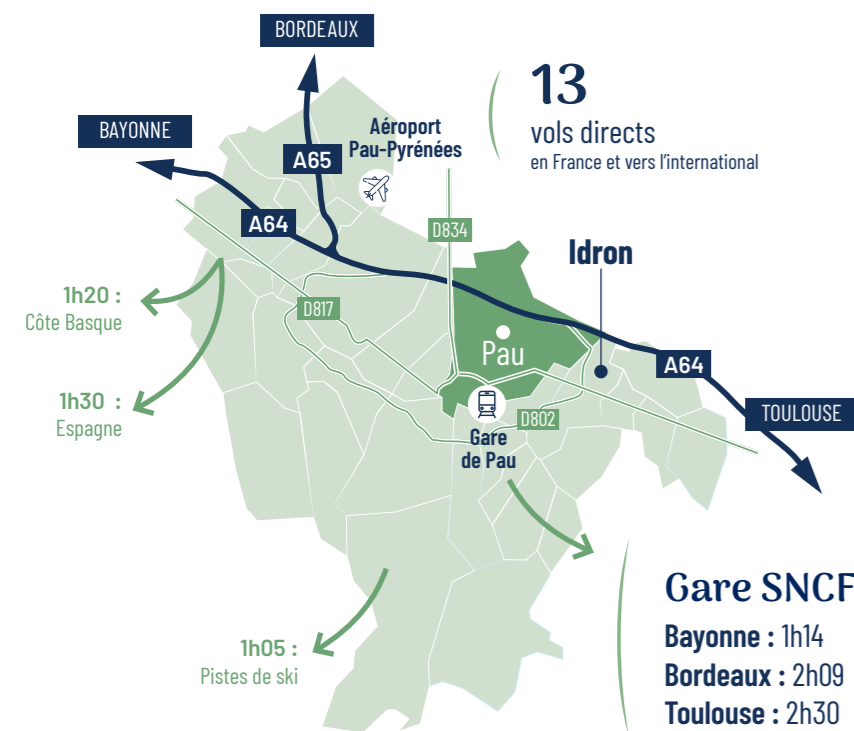 BORDEAUX
13
vols directs
en France et vers l'international
BAYONNE
Aéroport
Pau-Pyrénées
A65
A64
D834
Idron
1h20 :
Côte Basque
D817
Pau
A64
1h30 :
Espagne
TOULOUSE
D802
Gare
de Pau
Gare SNCF
Bayonne : 1h14
Bordeaux : 2h09
Toulouse : 2h30
1h05 :
Pistes de ski